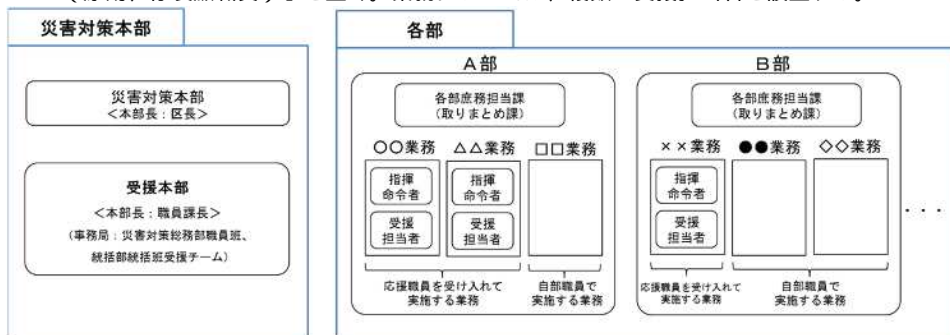 災害対策本部
災害対策本部
<本部長：区長>
受援本部
<本部長：職員課長>
(事務局：災害対策総務部職員班、
統括部統括班受援チーム)
各部
A部
各部庶務担当課
(取りまとめ課)
○○業務 △△業務 □□業務
指揮
命令者
受援
担当者
指揮
命令者
受援
担当者
応援職員を受け入れて
実施する業務
自部職員で
実施する業務
B部
各部庶務担当課
(取りまとめ課)
××業務 ●●業務 ◇◇業務
指揮
命令者
受援
担当者
応援職員を受け入れて
実施する業務
自部職員で
実施する業務
・・・